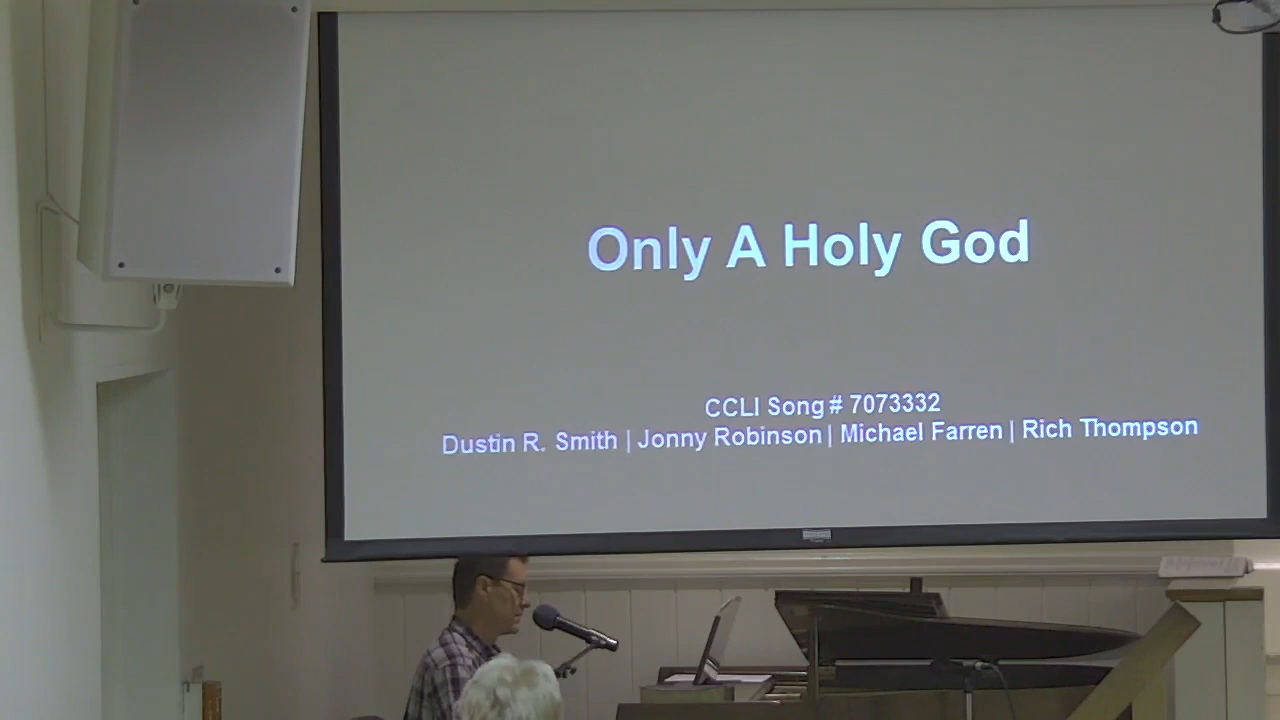 Only A Holy God
CCLI Song # 7073332
Dustin R. Smith | Jonny Robinson | Michael Farren | Rich Thompson